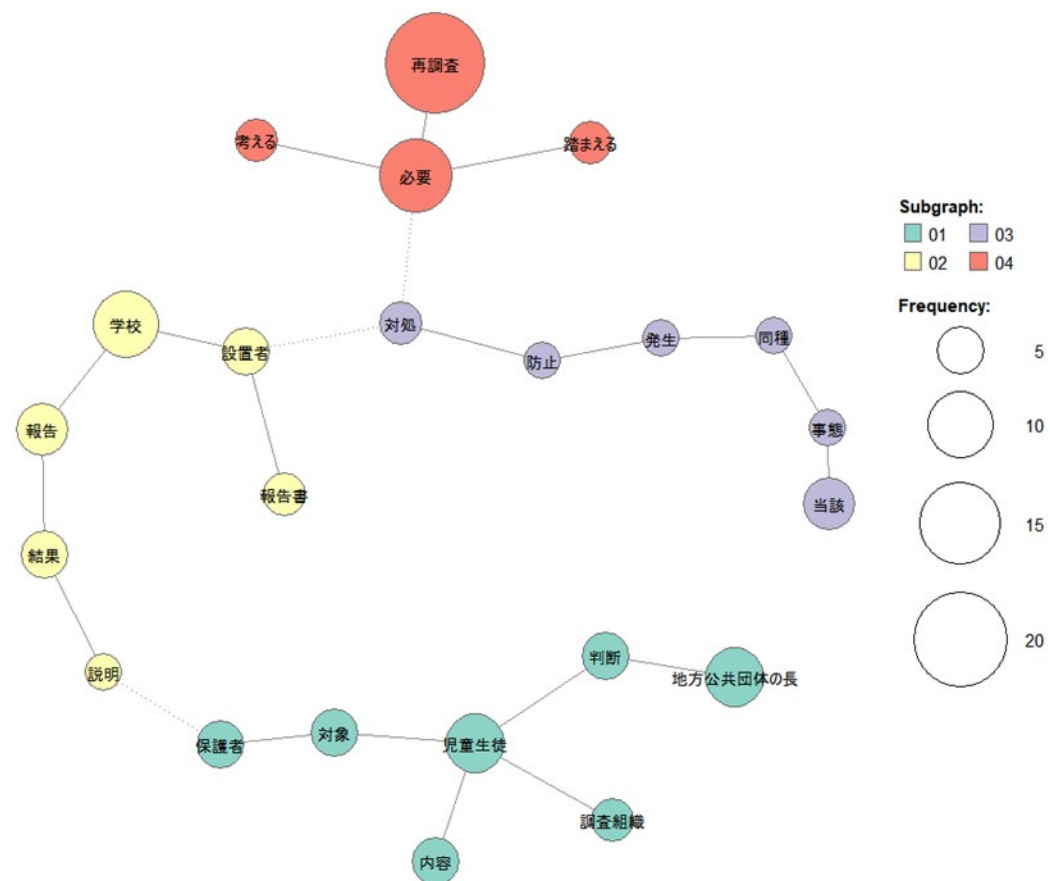 再調査
考える
踏まえる
必要
Subgraph:
01 03
02 04
Frequency:
5
10
15
20
学校
設置者
対処
防止
発生
同種
事態
当該
報告
報告書
結果
説明
判断
地方公共団体の長
保護者
対象
児童生徒
調査組織
内容